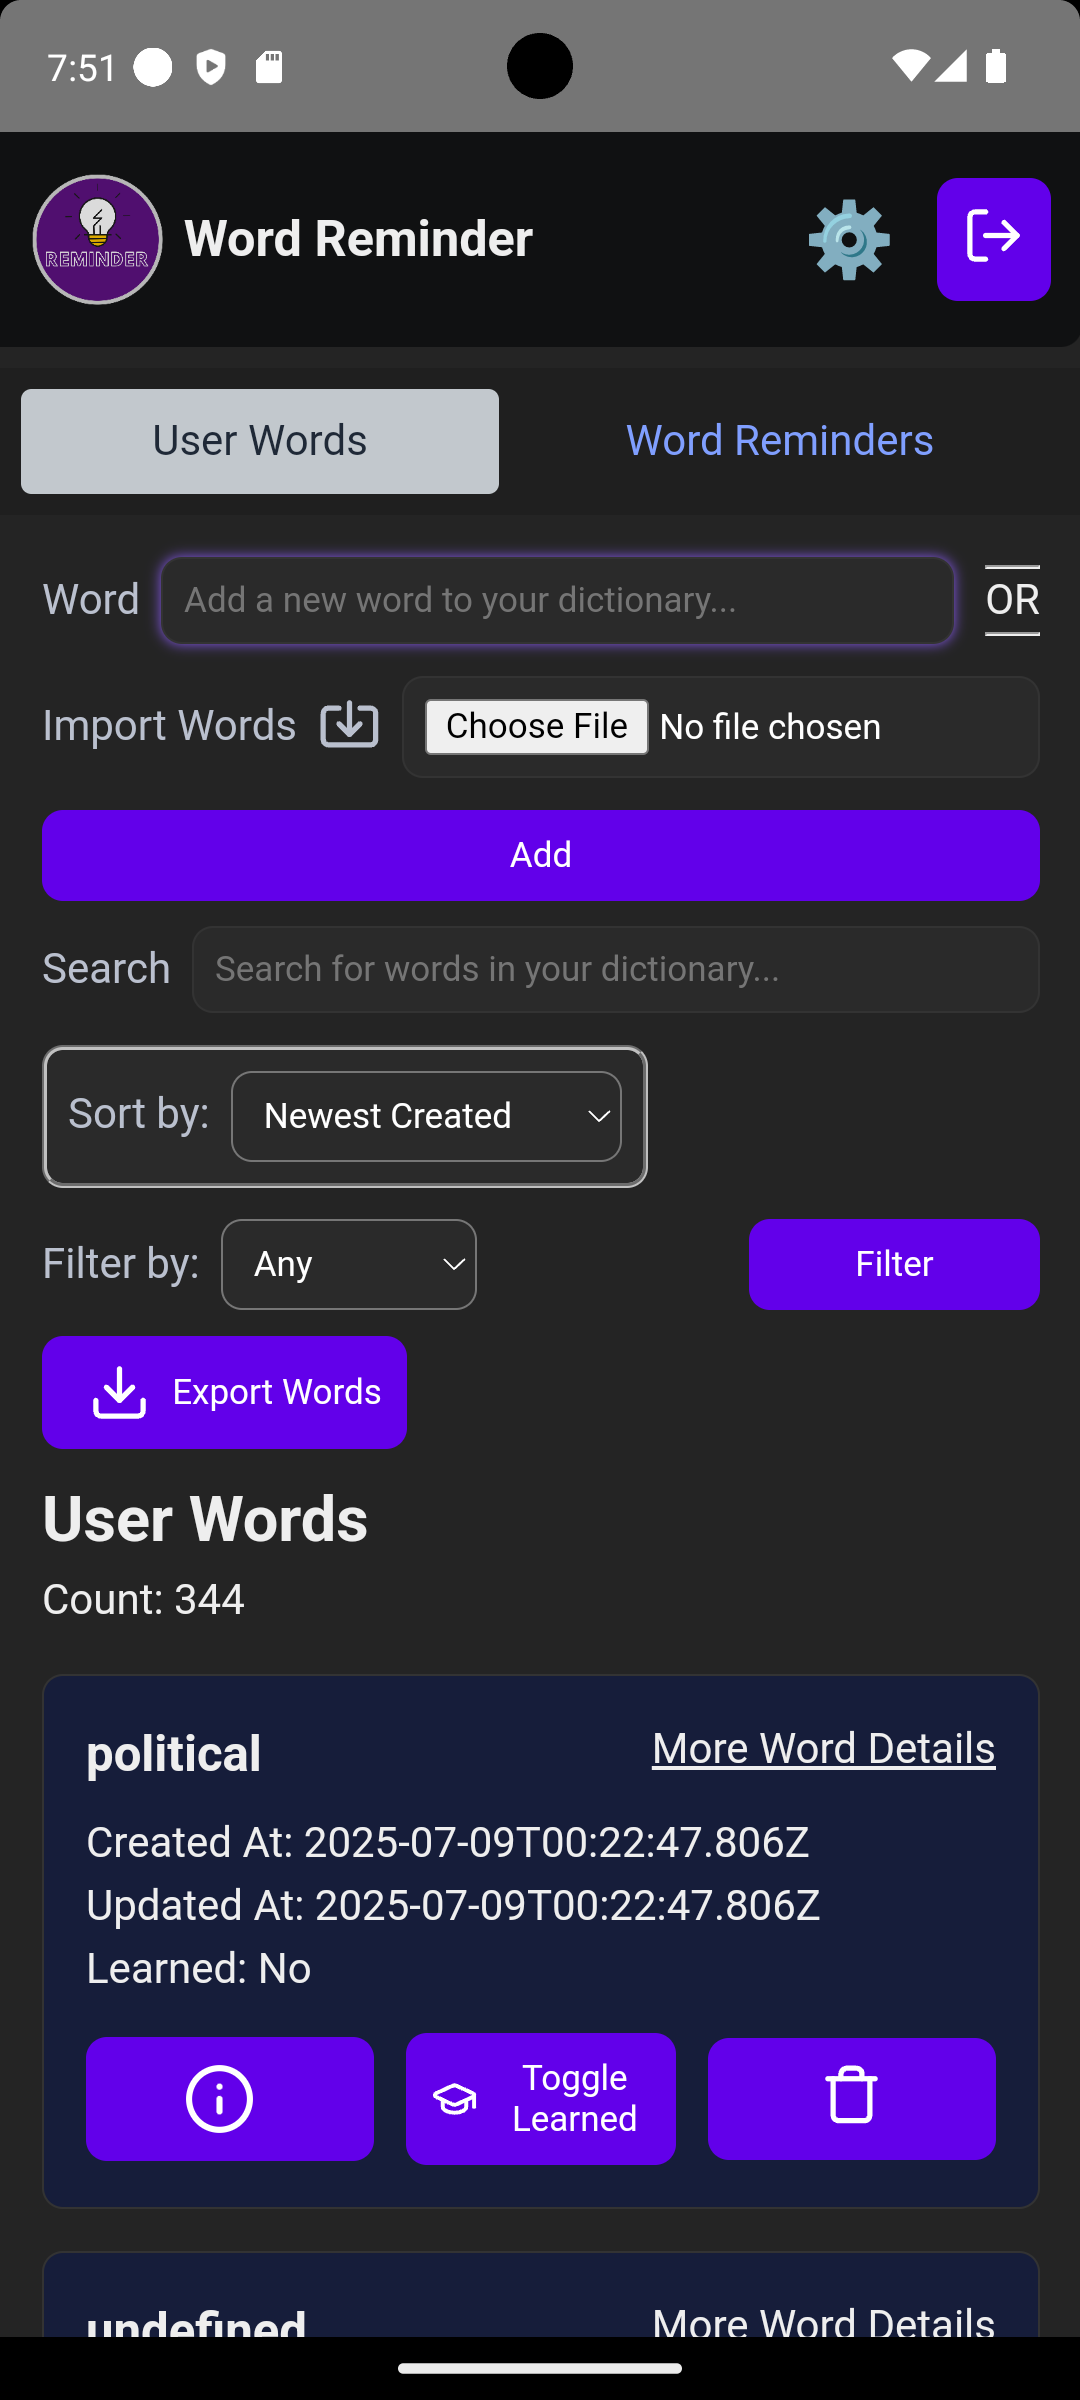 7:51
REMINDER
Word Reminder
User Words
Word Reminders
Word
Add a new word to your dictionary...
OR
Import Words
Choose File
No file chosen
Add
Search
Search for words in your dictionary...
Sort by:
Newest Created
Filter by:
Any
Filter
Export Words
User Words
Count: 344
political
More Word Details
Created At: 2025-07-09T00:22:47.806Z
Updated At: 2025-07-09T00:22:47.806Z
Learned: No
Toggle
Learned
undefined
More Word Details